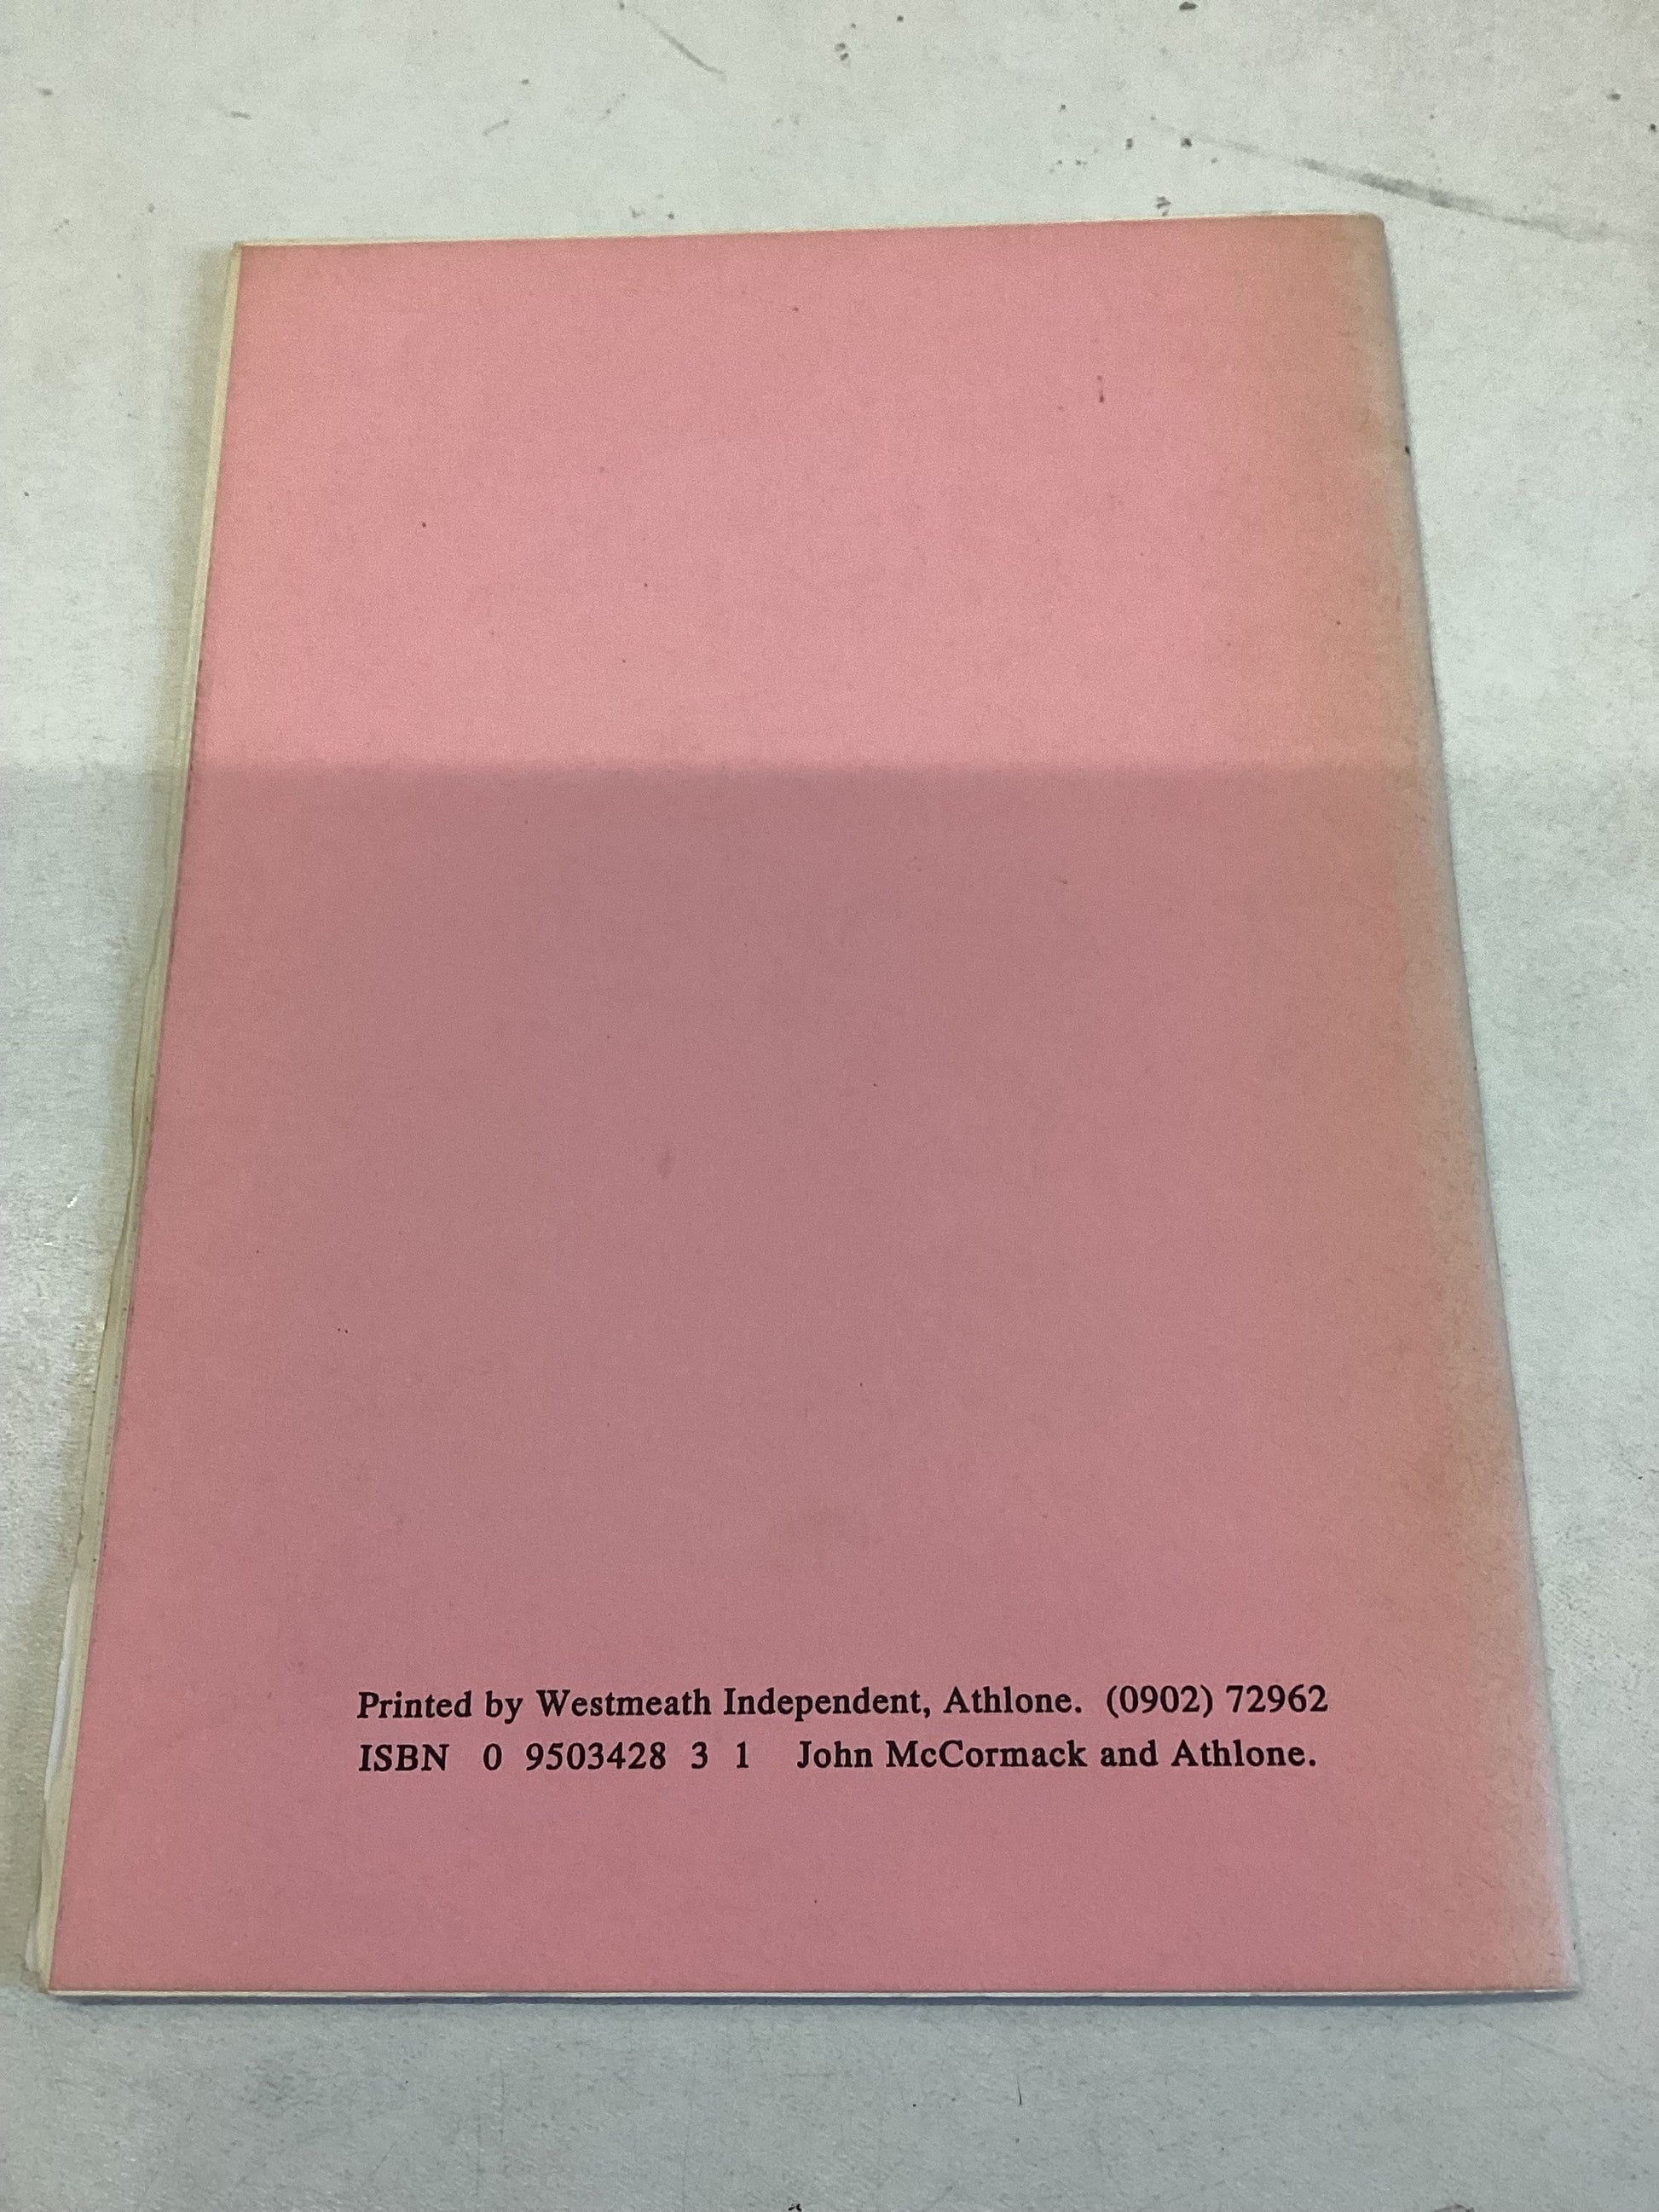 Printed by Westmeath Independent, Athlone. (0902) 72962
ISBN 0 9503428 3 1 John McCormack and Athlone.